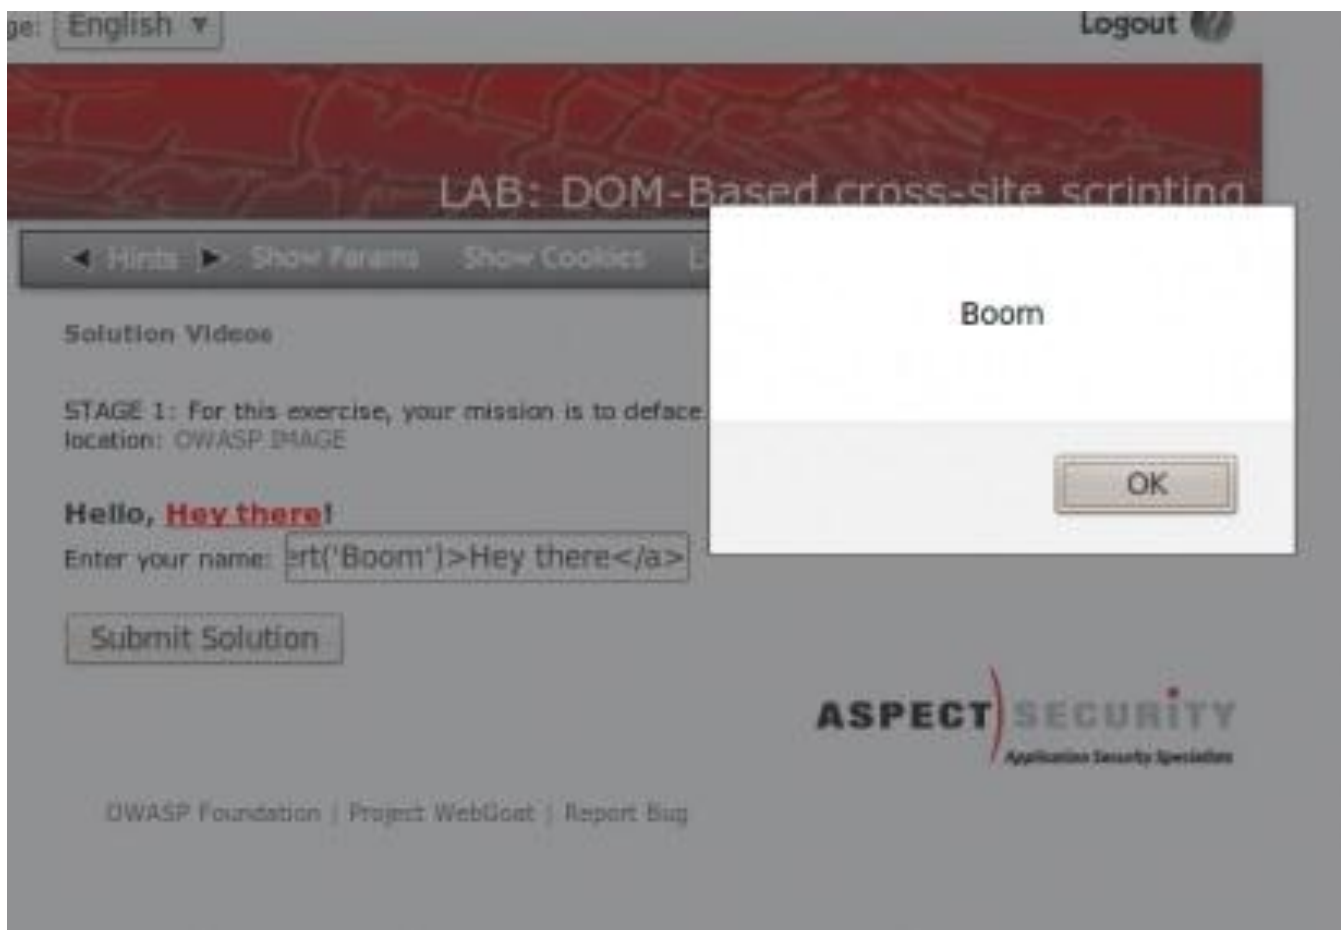 ge: English ▼
Logout
LAB: DOM-Based cross-site scripting
◄ Hints ► Show Params Show Cookies L
Solution Videos
STAGE 1: For this exercise, your mission is to deface
location: OWASP IMAGE
Hello, Hey there!
Enter your name: ert('Boom')>Hey there</a>
Submit Solution
Boom
OK
ASPECT SECURITY
Application Security Specialists
OWASP Foundation | Project WebGoat | Report Bug